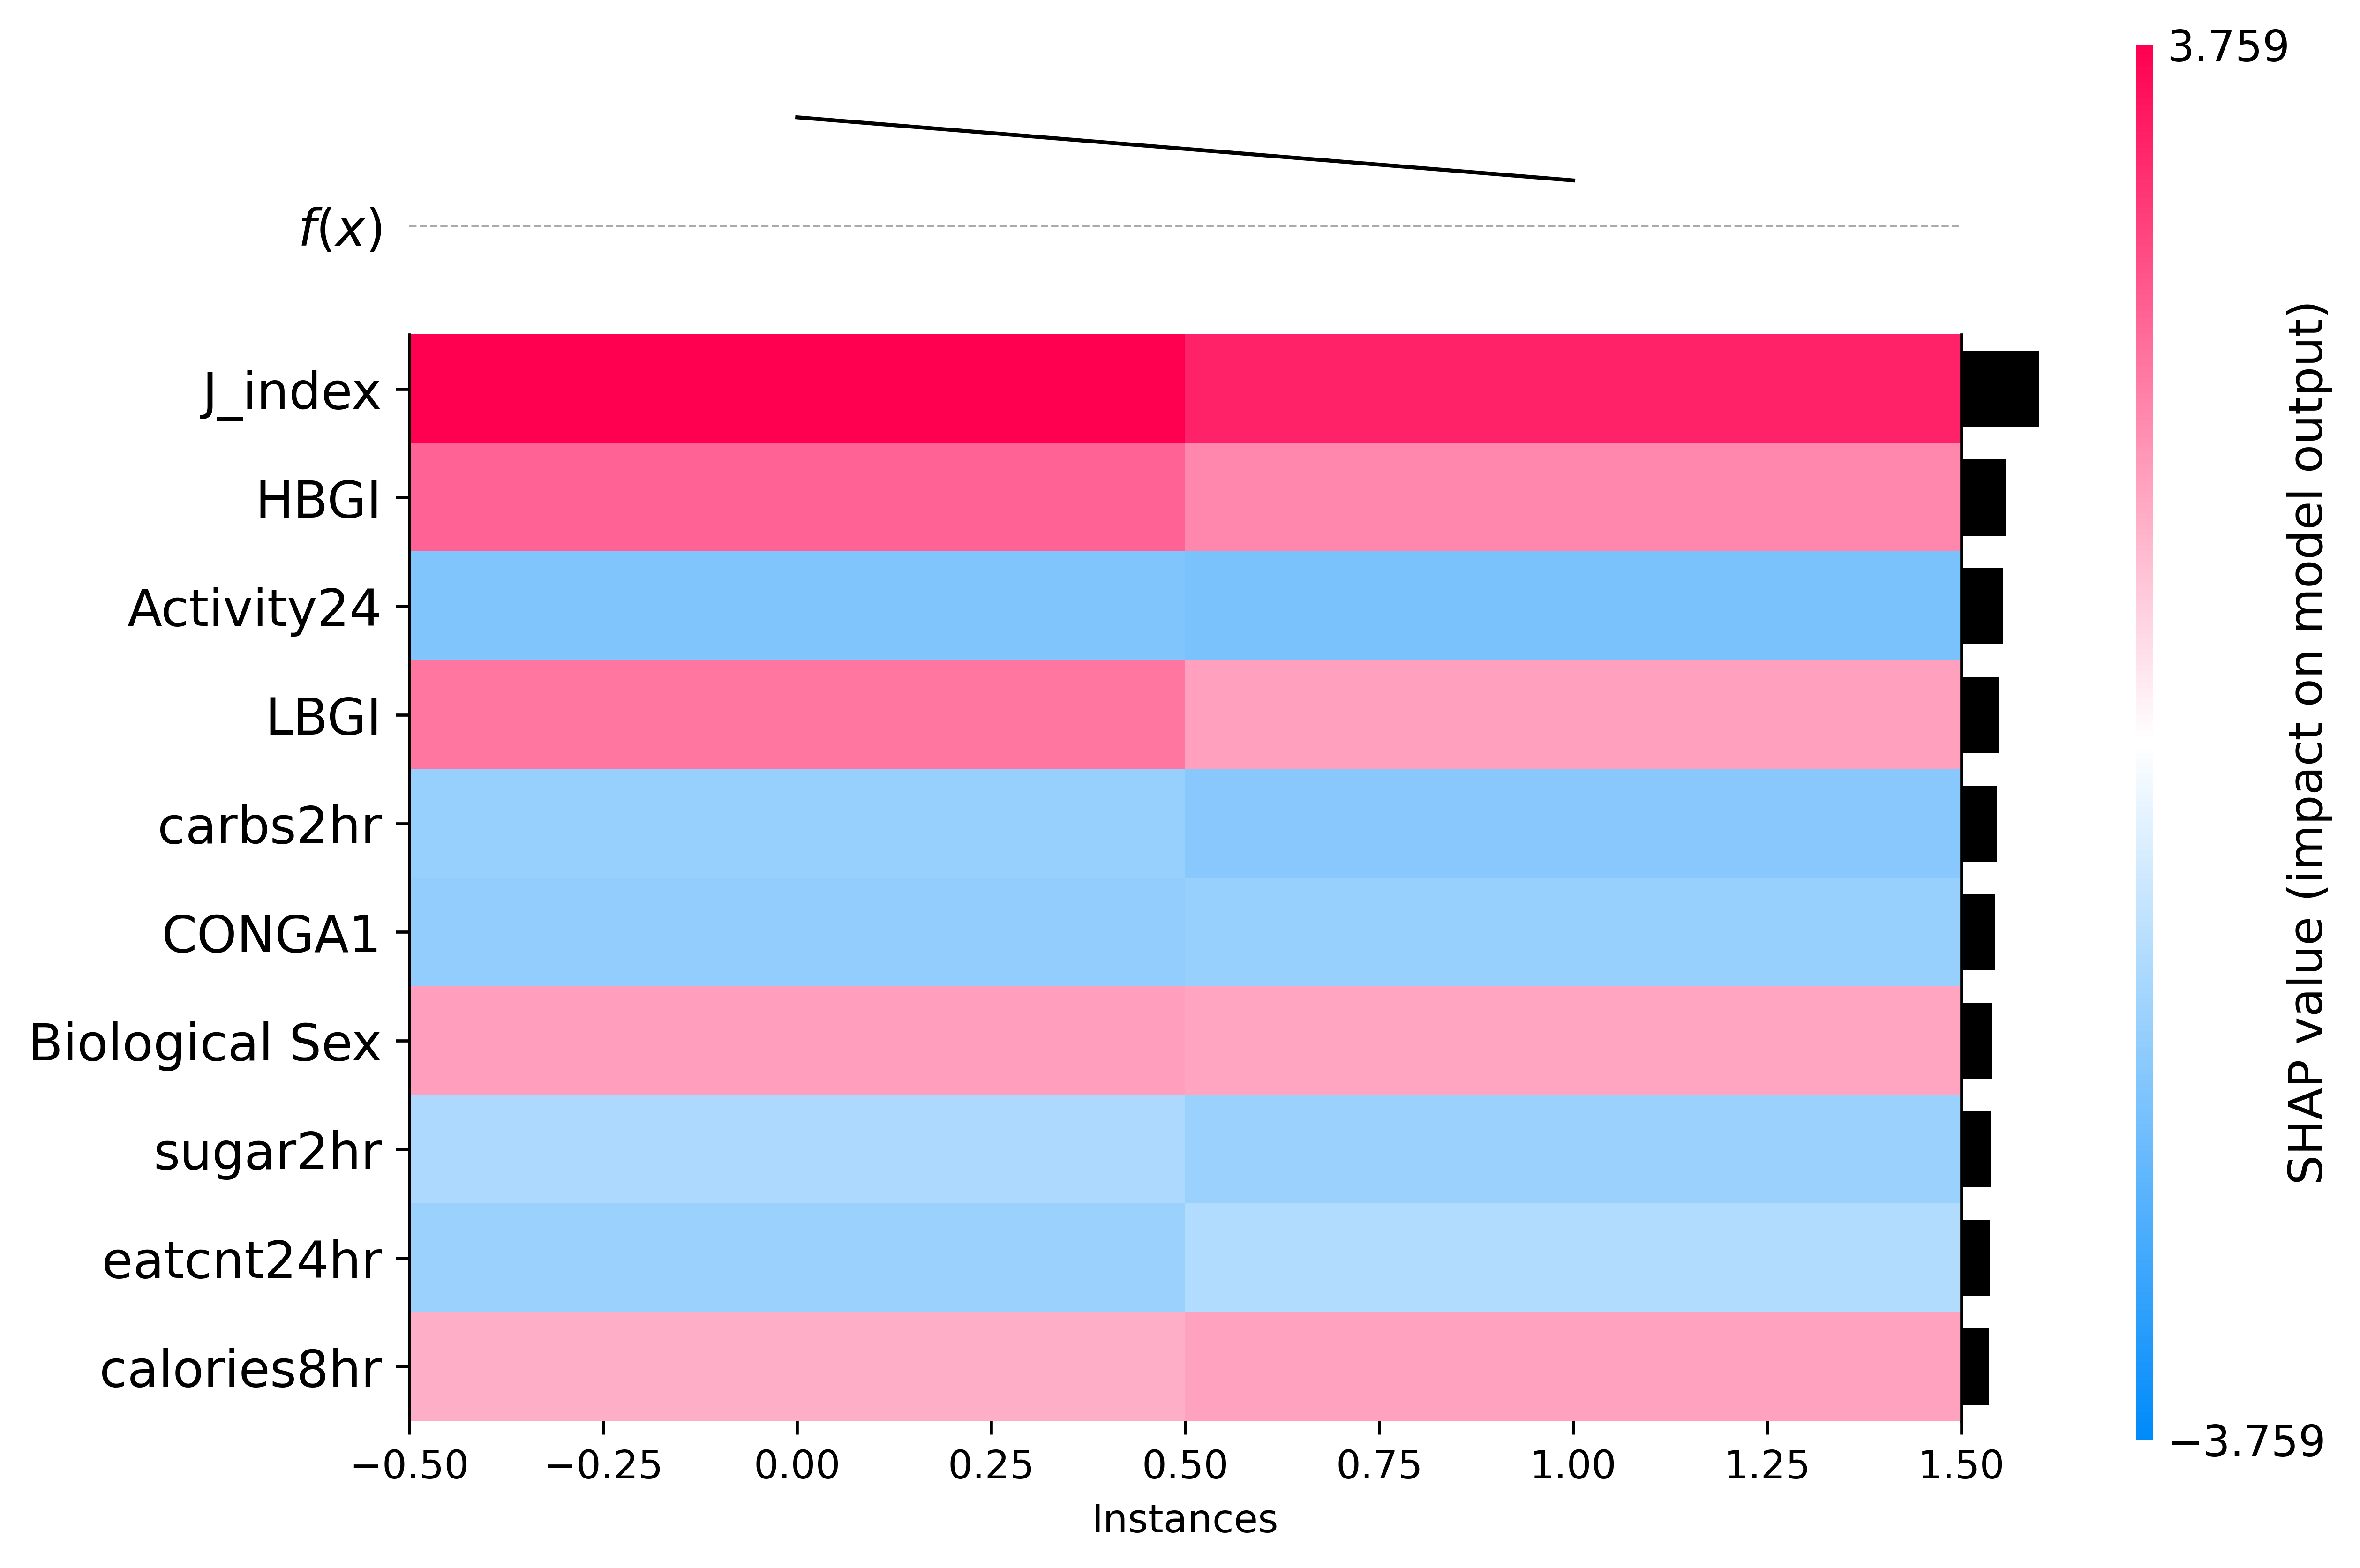 3.759
f(x)
J_index
HBGI
Activity24
LBGI
carbs2hr
CONGA1
Biological Sex
sugar2hr
eatcnt24hr
calories8hr
−0.50 −0.25 0.00 0.25 0.50 0.75 1.00 1.25 1.50
Instances
−3.759
SHAP value (impact on model output)